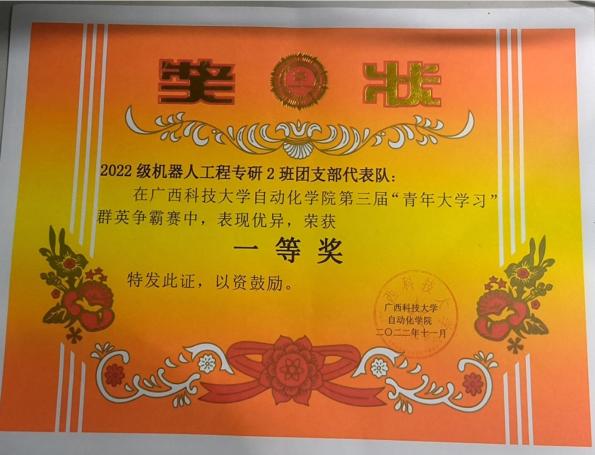 奖状
2022级机器人工程专研2班团支部代表队：
在广西科技大学自动化学院第三届“青年大学习”
群英争霸赛中，表现优异，荣获
一等奖
特发此证，以资鼓励。
广西科技大学
自动化学院
二〇二二年十一月